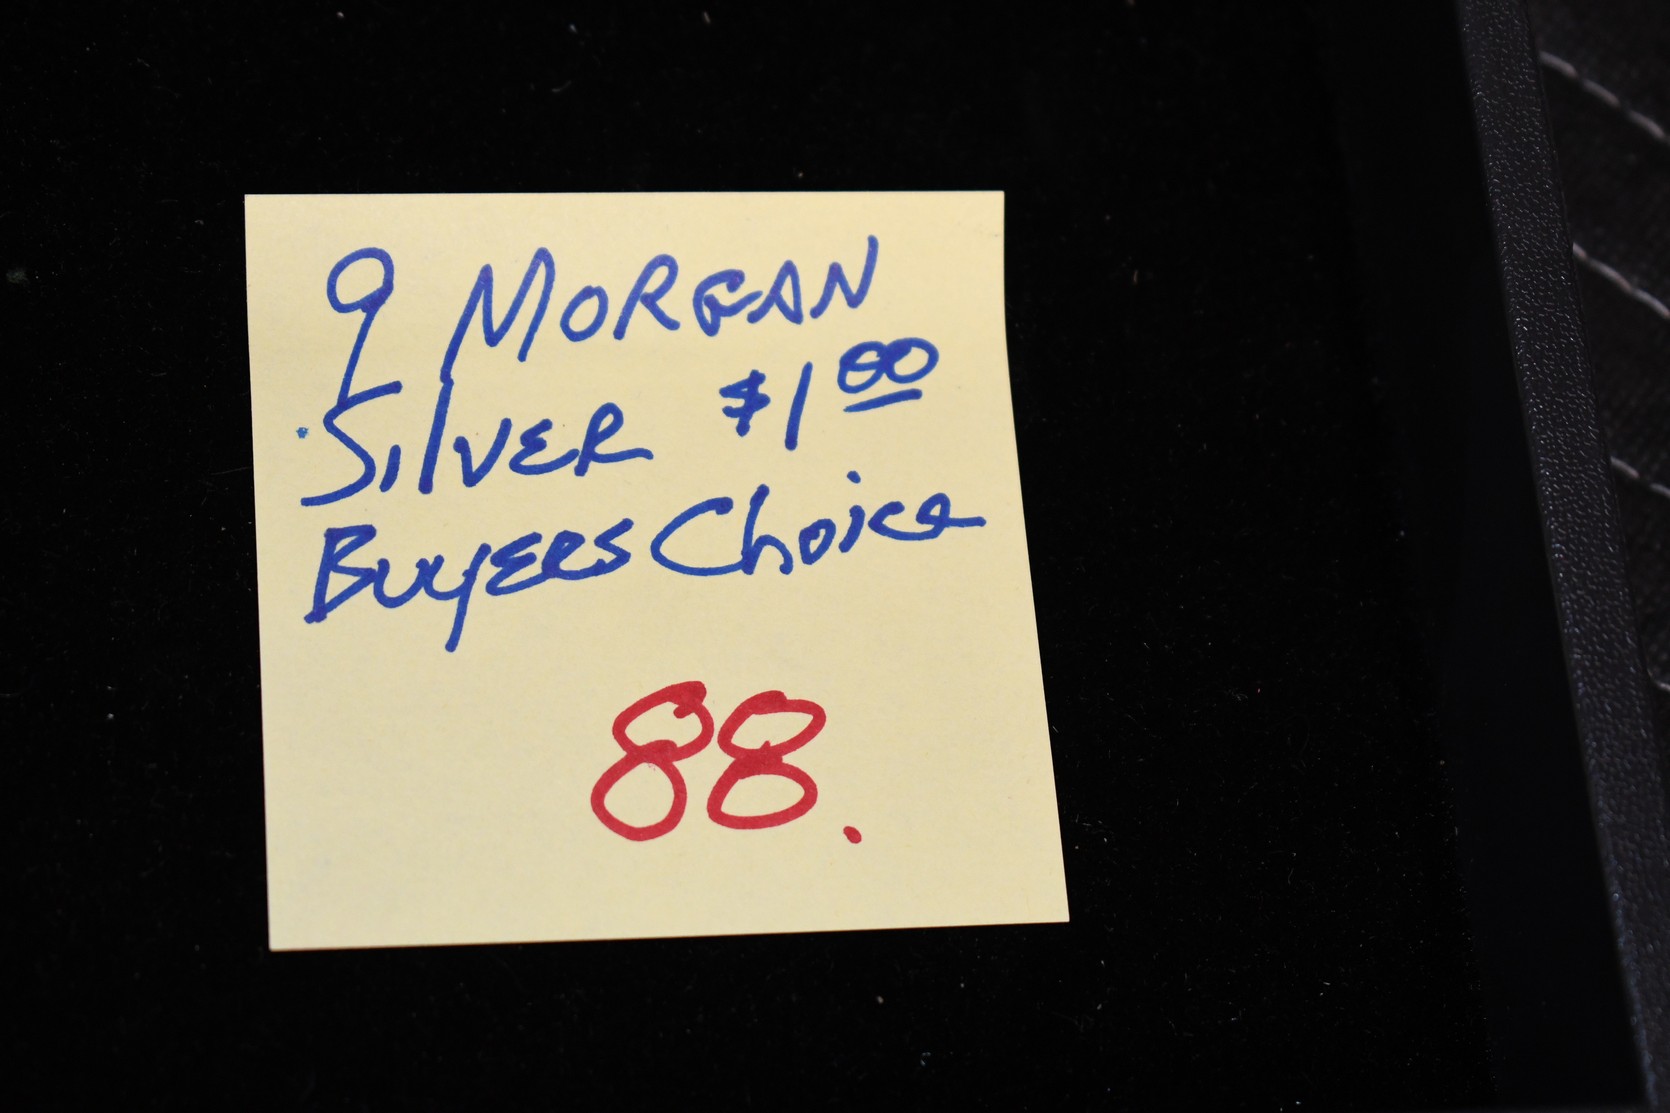 9 MORGAN
SILVER $1 00
BUYERS Choice
88.